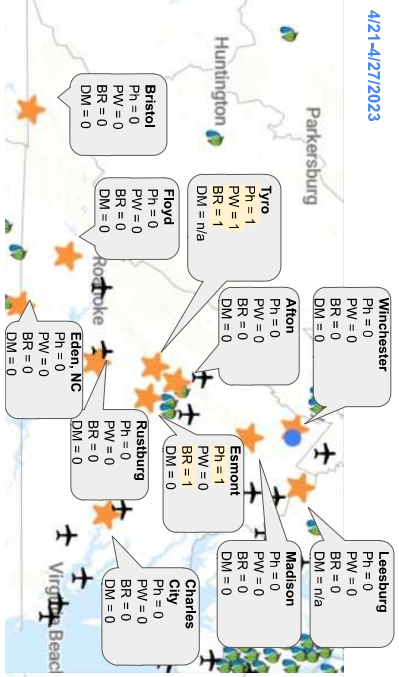 4/21-4/27/2023
Parkersburg
Huntington
Roanoke
Virginia Beach
Winchester
Ph = 0
PW = 0
BR = 0
DM = 0
Leesburg
Ph = 0
PW = 0
BR = 0
DM = n/a
Afton
Ph = 0
PW = 0
BR = 0
DM = 0
Madison
Ph = 0
PW = 0
BR = 0
DM = 0
Tyro
Ph = 1
PW = 1
BR = 1
DM = n/a
Esmont
Ph = 1
PW = 0
BR = 1
DM = 0
Bristol
Ph = 0
PW = 0
BR = 0
DM = 0
Floyd
Ph = 0
PW = 0
BR = 0
DM = 0
Eden, NC
Ph = 0
PW = 0
BR = 0
DM = 0
Rustburg
Ph = 0
PW = 0
BR = 0
DM = 0
Charles
City
Ph = 0
PW = 0
BR = 0
DM = 0